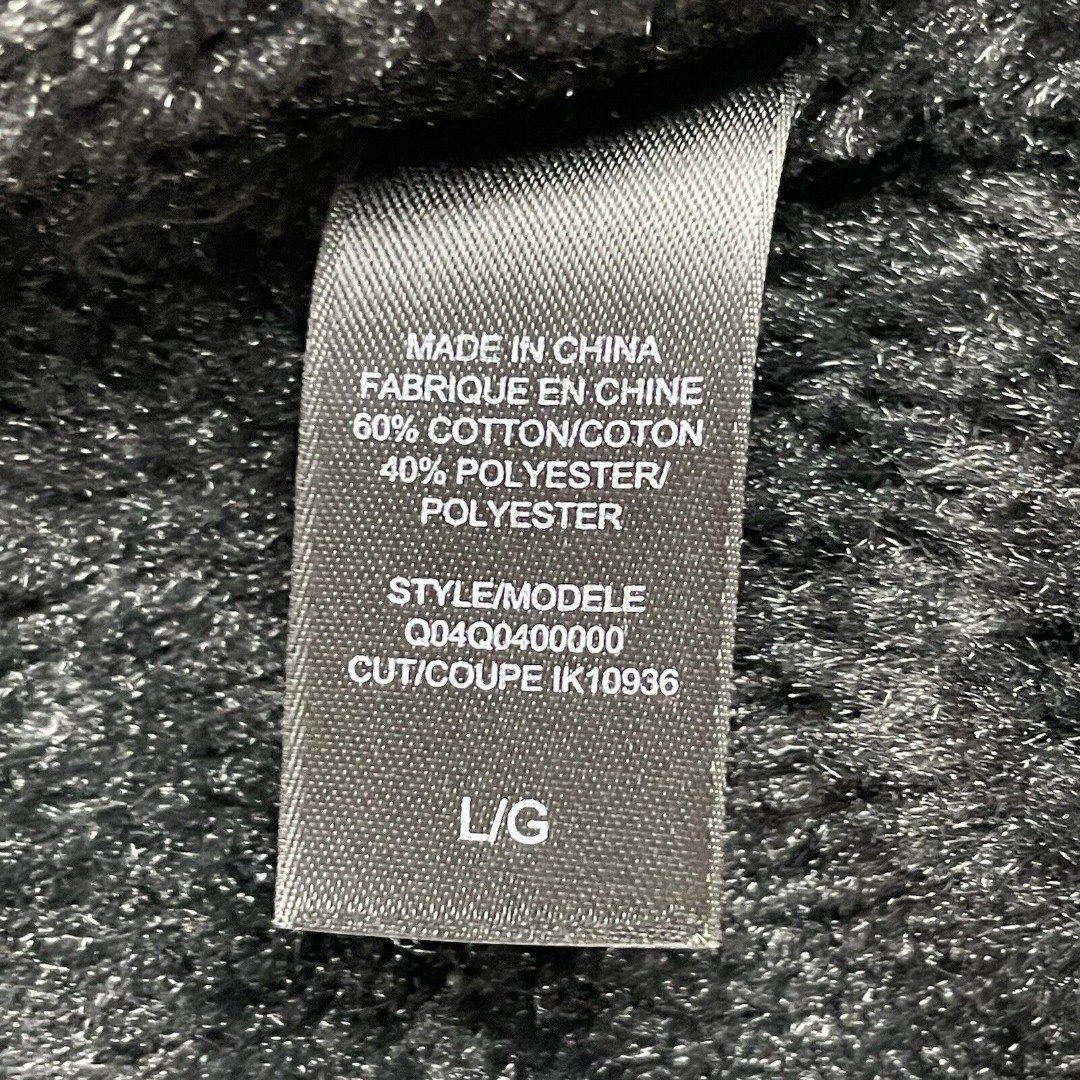 MADE IN CHINA
FABRIQUE EN CHINE
60% COTTON/COTON
40% POLYESTER/
POLYESTER
STYLE/MODELE
Q04Q0400000
CUT/COUPE IK10936
L/G